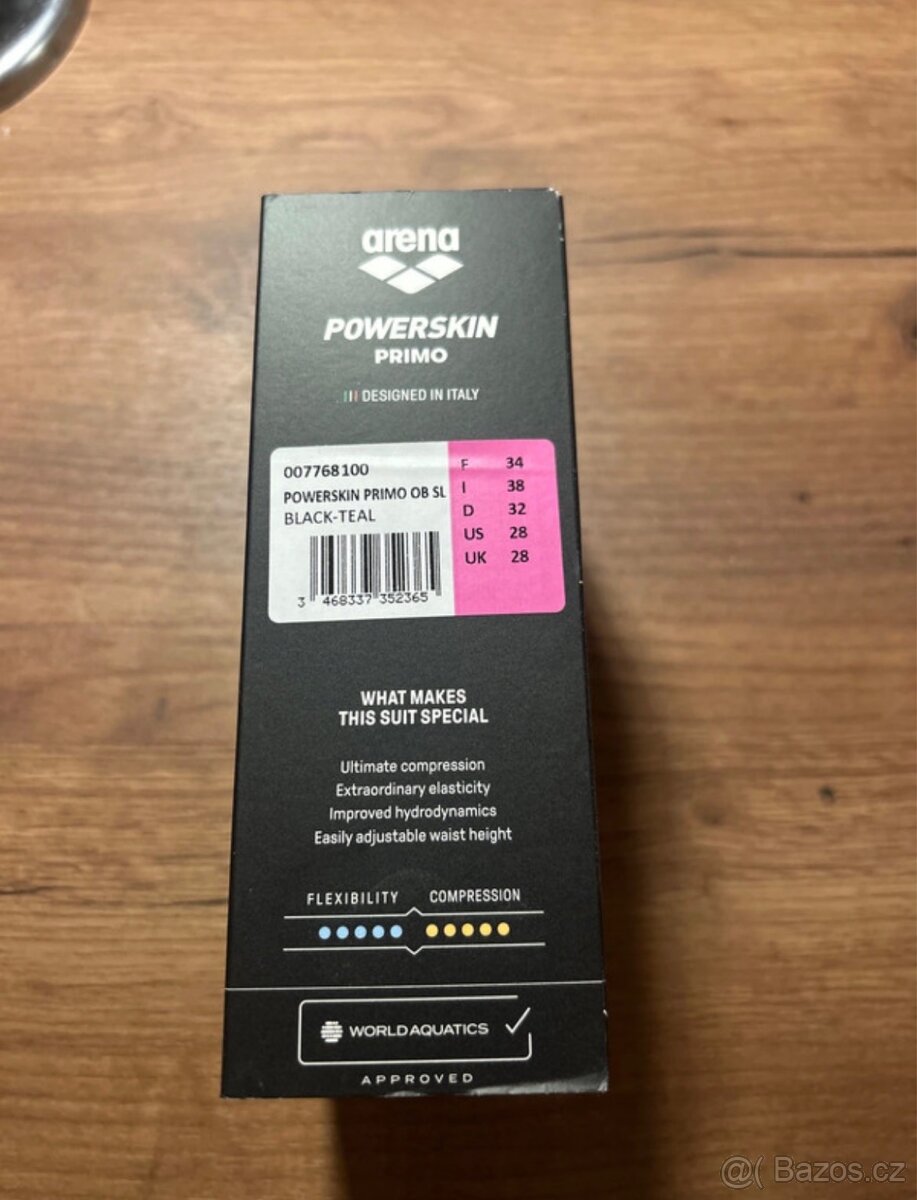 arena
POWERSKIN
PRIMO
DESIGNED IN ITALY
007768100
POWERSKIN PRIMO OB SL
BLACK-TEAL
3 468337 352365
F 34
I 38
D 32
US 28
UK 28
WHAT MAKES
THIS SUIT SPECIAL
Ultimate compression
Extraordinary elasticity
Improved hydrodynamics
Easily adjustable waist height
FLEXIBILITY COMPRESSION
WORLD AQUATICS
APPROVED
@( Bazos.cz